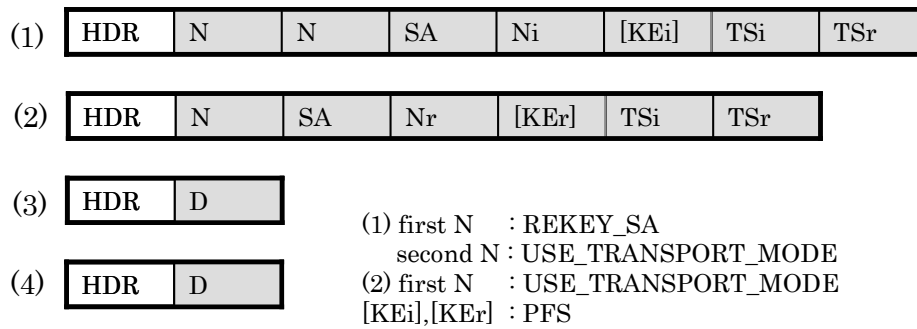 (1) HDR N N SA Ni [KEi] TSi TSr
(2) HDR N SA Nr [KEr] TSi TSr
(3) HDR D
(4) HDR D
(1) first N : REKEY_SA
second N : USE_TRANSPORT_MODE
(2) first N : USE_TRANSPORT_MODE
[KEi],[KEr] : PFS